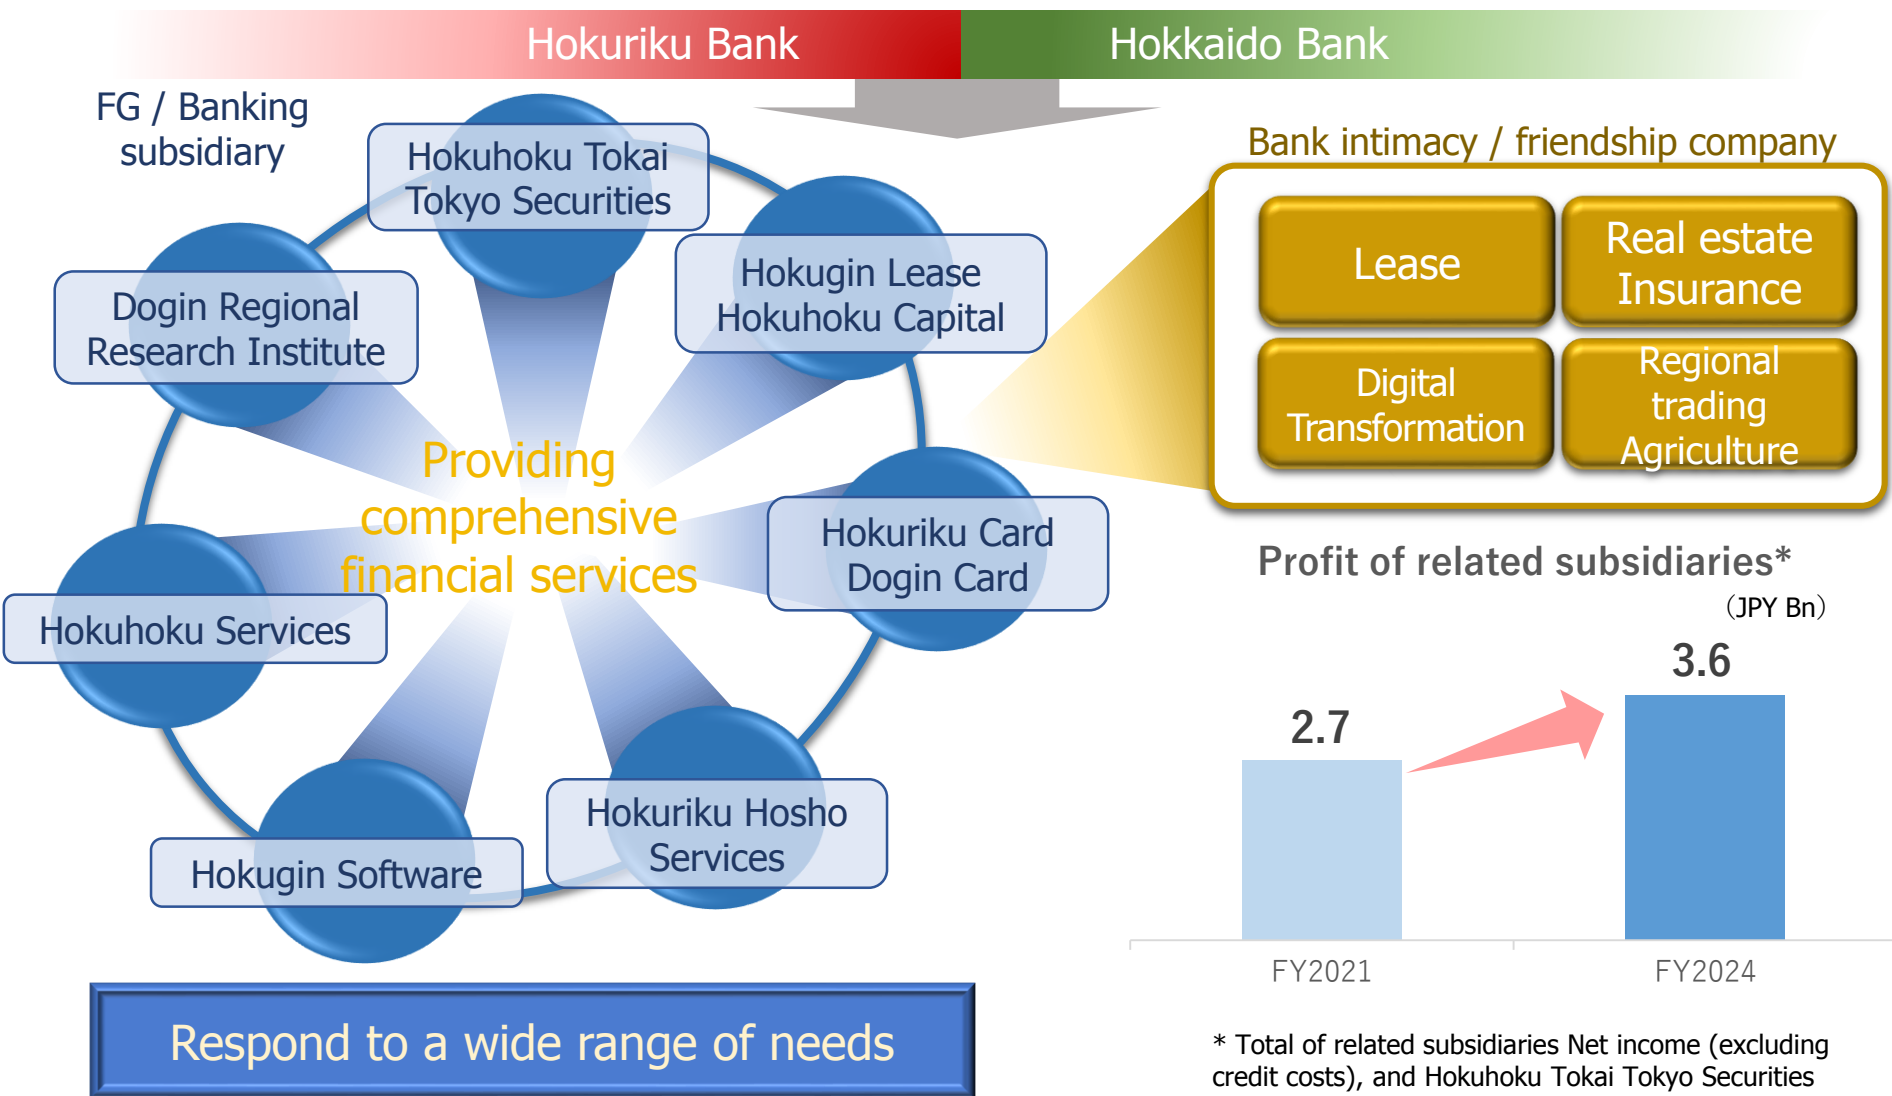 Hokuriku Bank
Hokkaido Bank
FG / Banking
subsidiary
Hokuhoku Tokai
Tokyo Securities
Hokugin Lease
Hokuhoku Capital
Dogin Regional
Research Institute
Providing
comprehensive
financial services
Hokuriku Card
Dogin Card
Hokuhoku Services
Hokuriku Hosho
Services
Hokugin Software
Respond to a wide range of needs
Bank intimacy / friendship company
Lease
Real estate
Insurance
Digital
Transformation
Regional
trading
Agriculture
Profit of related subsidiaries*
（JPY Bn）
2.7
3.6
FY2021
FY2024
* Total of related subsidiaries Net income (excluding
credit costs), and Hokuhoku Tokai Tokyo Securities